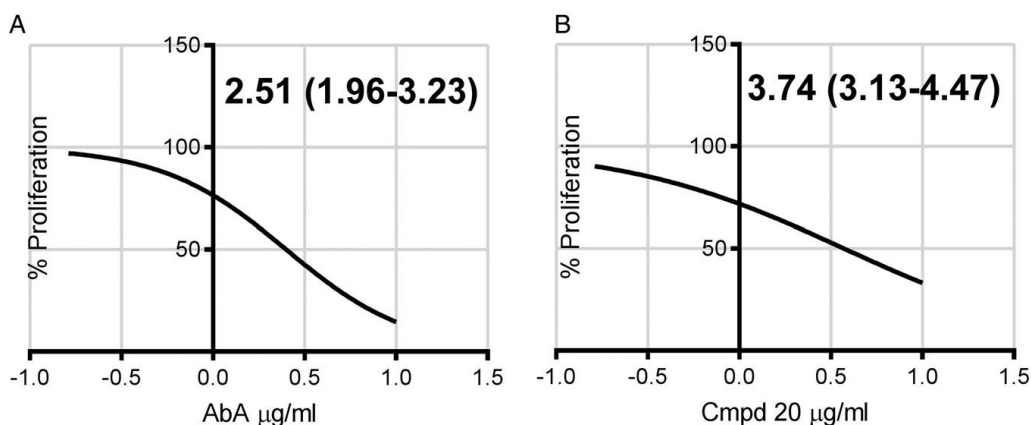 A
150
2.51 (1.96-3.23)
100
50
% Proliferation
-1.0 -0.5 0.0 0.5 1.0 1.5
AbA μg/ml
B
150
3.74 (3.13-4.47)
100
50
% Proliferation
-1.0 -0.5 0.0 0.5 1.0 1.5
Cmpd 20 μg/ml